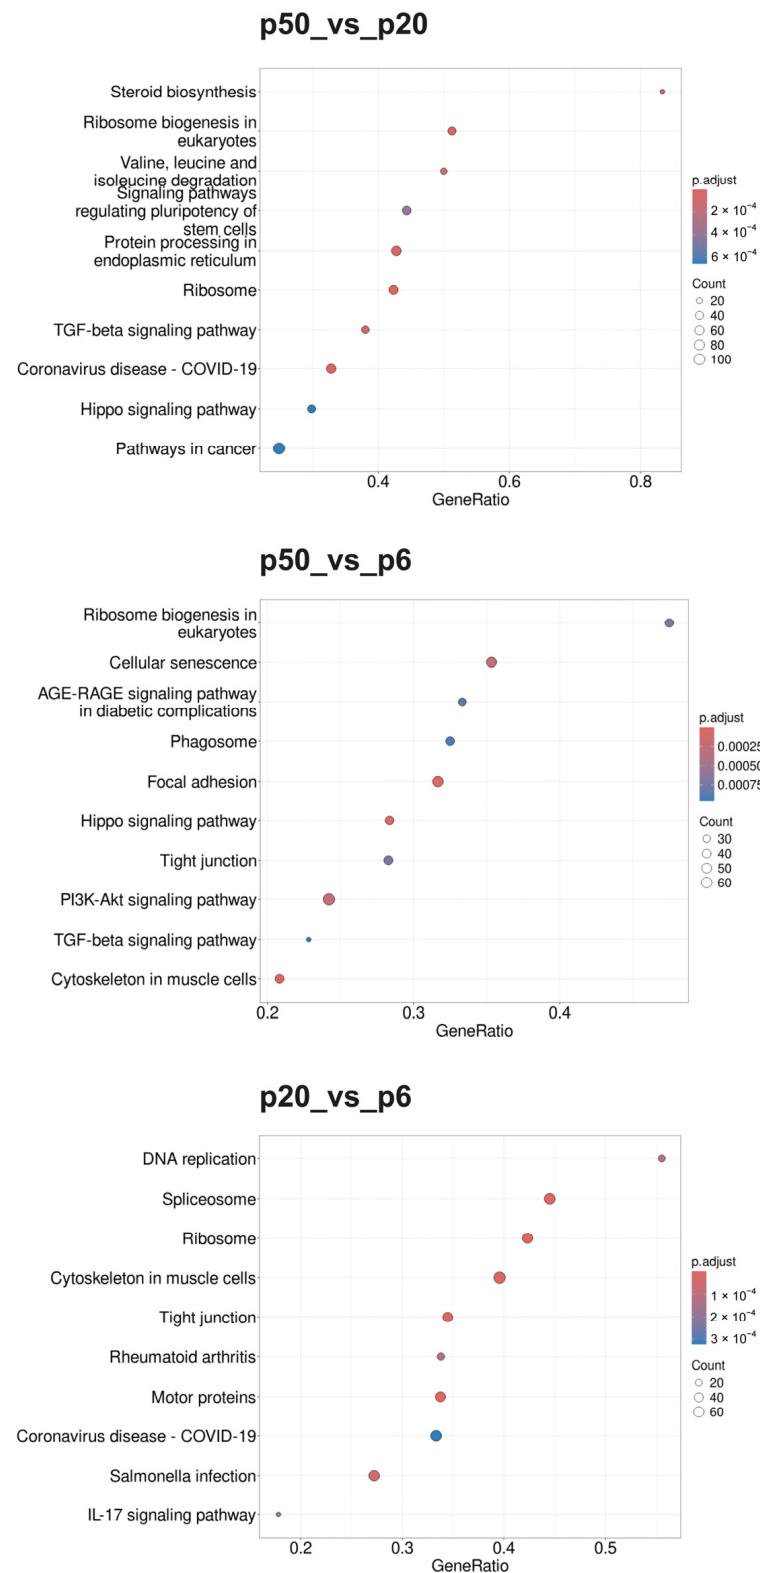 p50_vs_p20
Steroid biosynthesis
Ribosome biogenesis in
eukaryotes
Valine, leucine and
isoleucine degradation
Signaling pathways
regulating pluripotency of
stem cells
Protein processing in
endoplasmic reticulum
Ribosome
TGF-beta signaling pathway
Coronavirus disease - COVID-19
Hippo signaling pathway
Pathways in cancer
0.4 0.6 0.8
GeneRatio
p.adjust
2 × 10⁻⁴
4 × 10⁻⁴
6 × 10⁻⁴
Count
20
40
60
80
100
p50_vs_p6
Ribosome biogenesis in
eukaryotes
Cellular senescence
AGE-RAGE signaling pathway
in diabetic complications
Phagosome
Focal adhesion
Hippo signaling pathway
Tight junction
PI3K-Akt signaling pathway
TGF-beta signaling pathway
Cytoskeleton in muscle cells
0.2 0.3 0.4
GeneRatio
p.adjust
0.00025
0.00050
0.00075
Count
30
40
50
60
p20_vs_p6
DNA replication
Spliceosome
Ribosome
Cytoskeleton in muscle cells
Tight junction
Rheumatoid arthritis
Motor proteins
Coronavirus disease - COVID-19
Salmonella infection
IL-17 signaling pathway
0.2 0.3 0.4 0.5
GeneRatio
p.adjust
1 × 10⁻⁴
2 × 10⁻⁴
3 × 10⁻⁴
Count
20
40
60